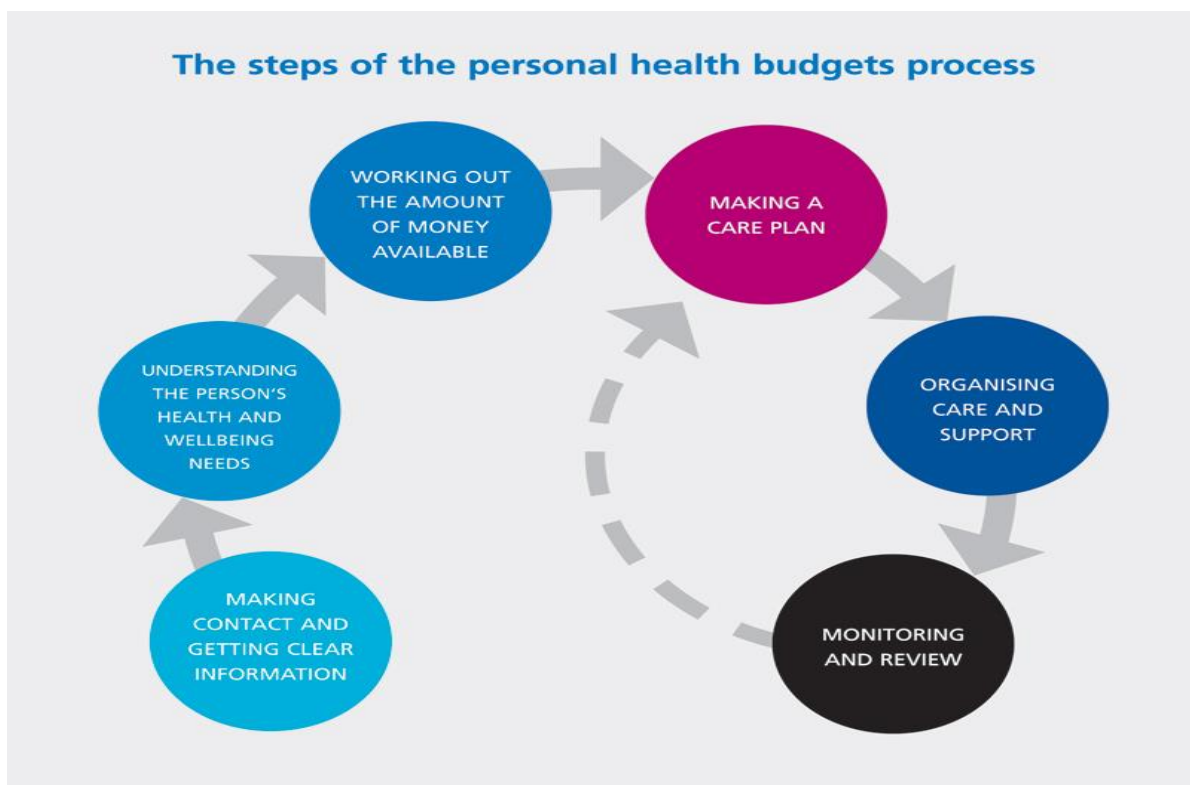 The steps of the personal health budgets process
MAKING
CONTACT AND
GETTING CLEAR
INFORMATION
UNDERSTANDING
THE PERSON'S
HEALTH AND
WELLBEING
NEEDS
WORKING OUT
THE AMOUNT
OF MONEY
AVAILABLE
MAKING A
CARE PLAN
ORGANISING
CARE AND
SUPPORT
MONITORING
AND REVIEW